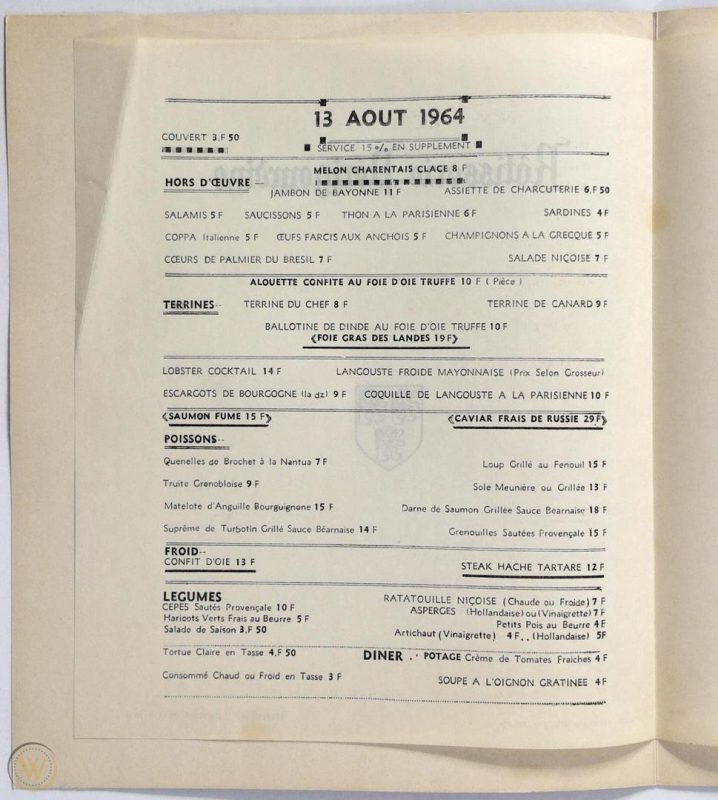 13 AOUT 1964
COUVERT 3,F 50
SERVICE 15 % EN SUPPLEMENT
MELON CHARENTAIS CLACE 8 F
HORS D'ŒUVRE —
JAMBON DE BAYONNE 11 F ASSIETTE DE CHARCUTERIE 6,F 50
SALAMIS 5 F SAUCISSONS 5 F THON A LA PARISIENNE 6 F SARDINES 4 F
COPPA Italienne 5 F ŒUFS FARCIS AUX ANCHOIS 5 F CHAMPIGNONS A LA GRECQUE 5 F
CŒURS DE PALMIER DU BRESIL 7 F SALADE NIÇOISE 7 F
ALOUETTE CONFITE AU FOIE D'OIE TRUFFE 10 F ( Pièce )
TERRINES-- TERRINE DU CHEF 8 F TERRINE DE CANARD 9 F
BALLOTINE DE DINDE AU FOIE D'OIE TRUFFE 10 F
《FOIE GRAS DES LANDES 19 F》
LOBSTER COCKTAIL 14 F LANGOUSTE FROIDE MAYONNAISE (Prix Selon Grosseur)
ESCARGOTS DE BOURGOGNE (la dz) 9 F COQUILLE DE LANGOUSTE A LA PARISIENNE 10 F
《SAUMON FUME 15 F》 《CAVIAR FRAIS DE RUSSIE 29 F》
POISSONS--
Quenelles de Brochet à la Nantua 7 F Loup Grillé au Fenouil 15 F
Truite Grenobloise 9 F Sole Meunière ou Grillée 13 F
Matelote d'Anguille Bourguignone 15 F Darne de Saumon Grillée Sauce Bearnaise 18 F
Suprême de Turbotin Grillé Sauce Béarnaise 14 F Grenouilles Sautées Provençale 15 F
FROID--
CONFIT D'OIE 13 F STEAK HACHE TARTARE 12 F
LEGUMES RATATOUILLE NIÇOISE (Chaude ou Froide) 7 F
CEPES Sautés Provençale 10 F ASPERGES (Hollandaise) ou (Vinaigrette) 7 F
Haricots Verts Frais au Beurre 5 F Petits Pois au Beurre 4 F
Salade de Saison 3,F 50 Artichaut (Vinaigrette) 4 F.. (Hollandaise) 5F
Tortue Claire en Tasse 4,F 50 DINER .· POTAGE Crème de Tomates Fraiches 4 F
Consommé Chaud ou Froid en Tasse 3 F SOUPE A L'OIGNON GRATINEE 4 F
W